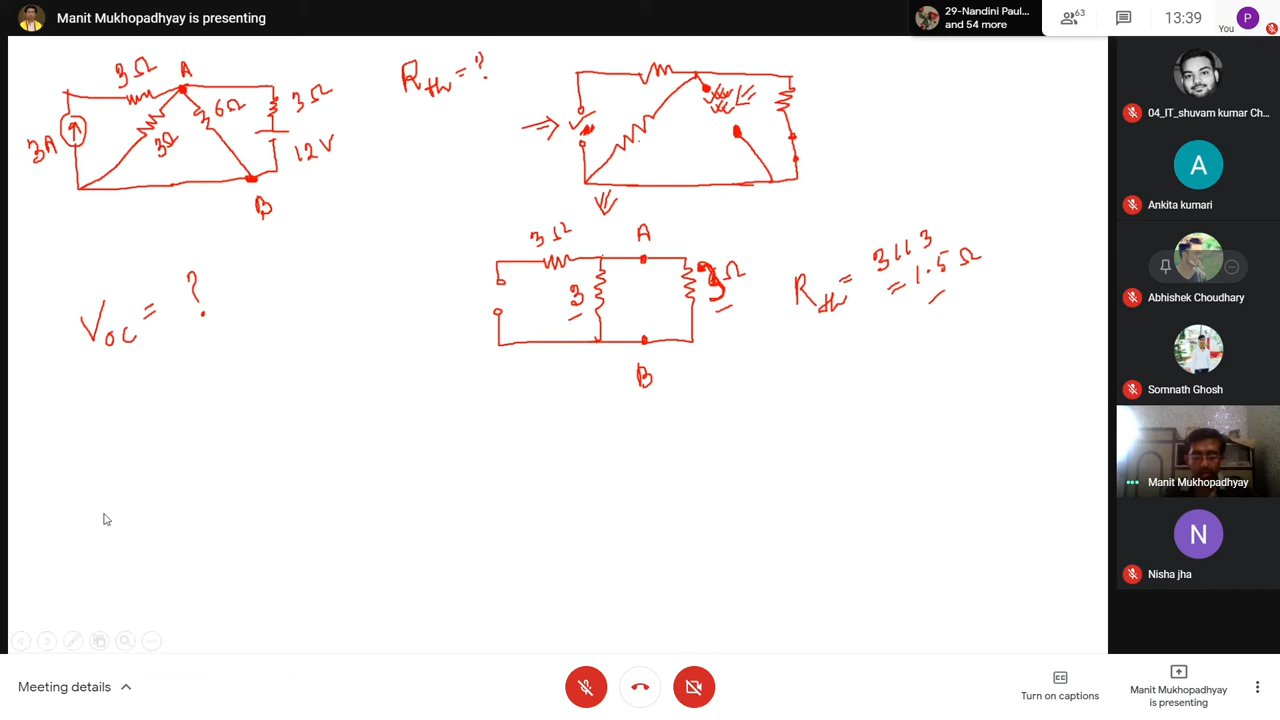 Manit Mukhopadhyay is presenting
29-Nandini Paul...
and 54 more
63
13:39
You
P
3Ω
A
Rth = ?
3A
3Ω
6Ω
3Ω
12V
B
Voc = ?
3Ω
A
3
3Ω
B
Rth = 3||3
= 1.5 Ω
04_IT_shuvam kumar Ch...
A
Ankita kumari
Abhishek Choudhary
Somnath Ghosh
Manit Mukhopadhyay
N
Nisha jha
Meeting details
Turn on captions
Manit Mukhopadhyay
is presenting